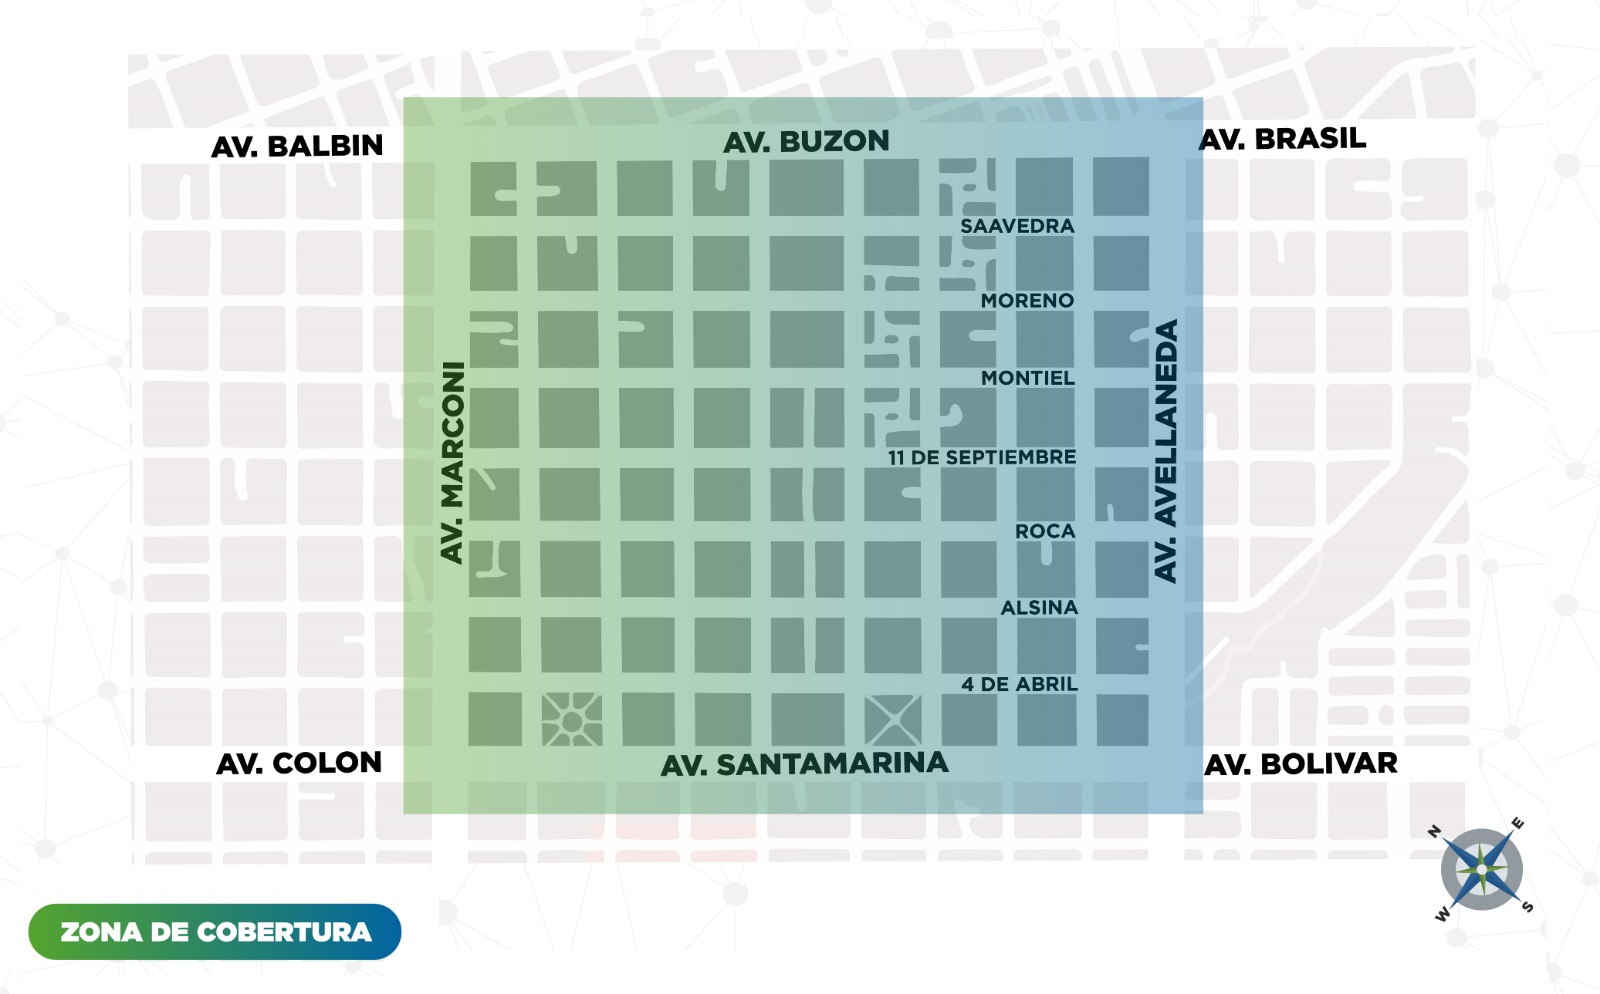 AV. BALBIN
AV. BUZON
AV. BRASIL
SAAVEDRA
MORENO
AV. MARCONI
MONTIEL
AV. AVELLANEDA
11 DE SEPTIEMBRE
ROCA
ALSINA
4 DE ABRIL
AV. COLON
AV. SANTAMARINA
AV. BOLIVAR
N
E
W
S
ZONA DE COBERTURA